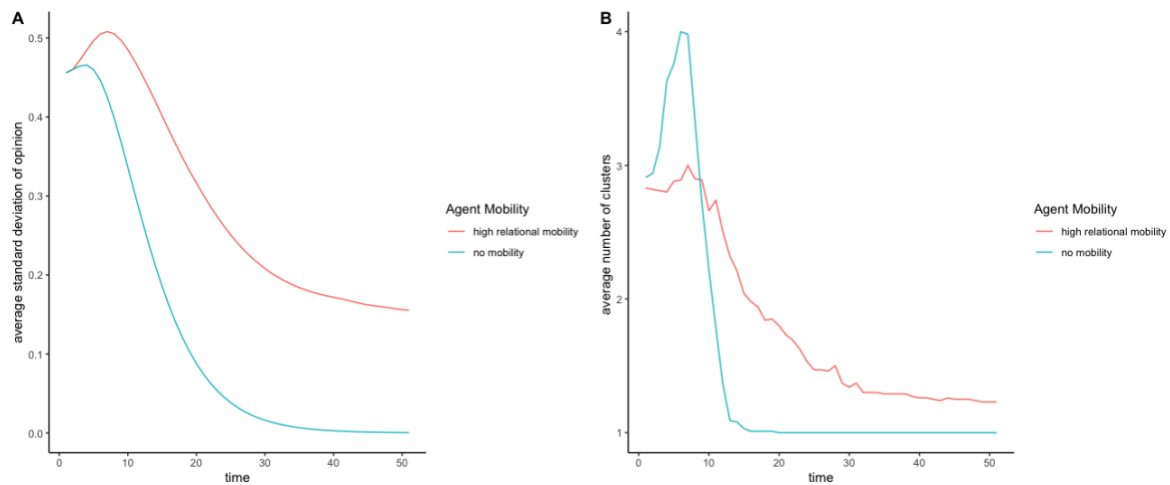 A
average standard deviation of opinion
0.5
0.4
0.3
0.2
0.1
0.0
0
10
20
30
40
50
time
Agent Mobility
high relational mobility
no mobility
B
average number of clusters
4
3
2
1
0
10
20
30
40
50
time
Agent Mobility
high relational mobility
no mobility